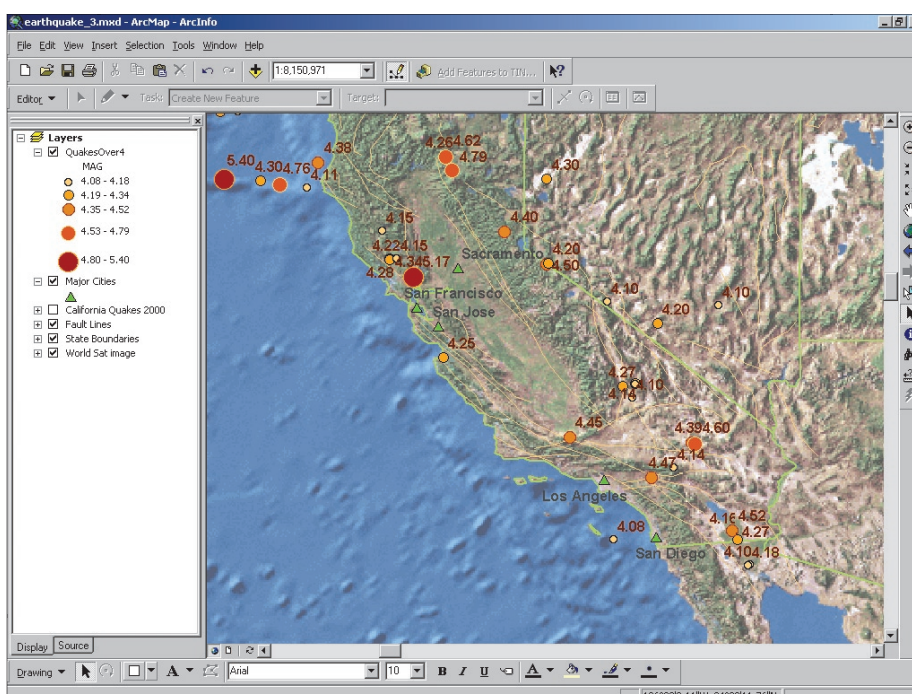 earthquake_3.mxd - ArcMap - ArcInfo
File Edit View Insert Selection Tools Window Help
1:8,150,971 Add Features to TIN...
Editor Task: Create New Feature Target:
Layers
QuakesOver4
MAG
4.08 - 4.18
4.19 - 4.34
4.35 - 4.52
4.53 - 4.79
4.80 - 5.40
Major Cities
California Quakes 2000
Fault Lines
State Boundaries
World Sat image
4.38 4.26 4.62
5.40 4.30 4.76 4.11 4.79 4.30
4.15 4.40
4.22 4.15 Sacramento 4.20
4.28 4.34 5.17 4.50
San Francisco 4.10 4.10
San Jose 4.20
4.25
4.27 4.10
4.14
4.45 4.39 4.60
4.47 4.14
Los Angeles
4.08 4.16 4.52
4.27
San Diego 4.10 4.18
Display Source
Drawing Arial 10 B I U A